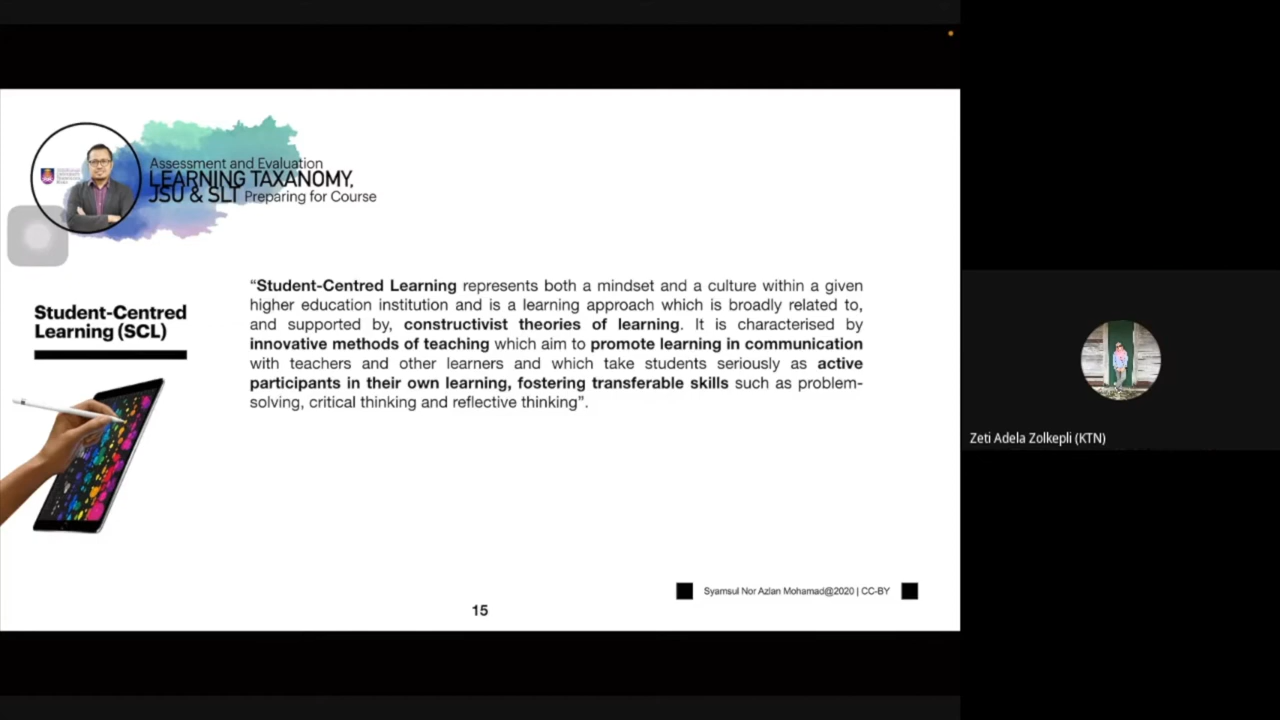 Assessment and Evaluation
LEARNING TAXANOMY,
JSU & SLT Preparing for Course
Student-Centred
Learning (SCL)
“Student-Centred Learning represents both a mindset and a culture within a given
higher education institution and is a learning approach which is broadly related to,
and supported by, constructivist theories of learning. It is characterised by
innovative methods of teaching which aim to promote learning in communication
with teachers and other learners and which take students seriously as active
participants in their own learning, fostering transferable skills such as problem-
solving, critical thinking and reflective thinking”.
Syamsul Nor Azlan Mohamad@2020 | CC-BY
15
Zeti Adela Zolkepli (KTN)